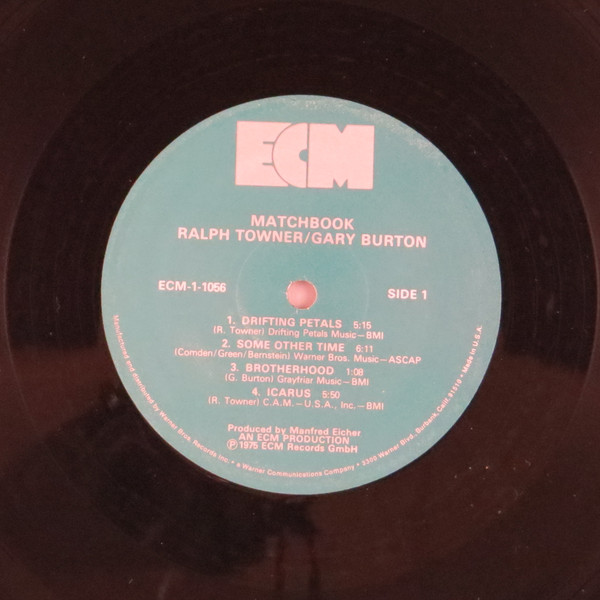 ECM
MATCHBOOK
RALPH TOWNER/GARY BURTON
ECM-1-1056
SIDE 1
1. DRIFTING PETALS 5:15
(R. Towner) Drifting Petals Music—BMI
2. SOME OTHER TIME 6:11
(Comden/Green/Bernstein) Warner Bros. Music—ASCAP
3. BROTHERHOOD 1:08
(G. Burton) Grayfriar Music—BMI
4. ICARUS 5:50
(R. Towner) C.A.M.—U.S.A., Inc.—BMI
Produced by Manfred Eicher
AN ECM PRODUCTION
℗1975 ECM Records GmbH
Manufactured and distributed by Warner Bros. Records Inc. • a Warner Communications Company • 3300 Warner Blvd., Burbank, Calif. 91510 • Made in U.S.A.